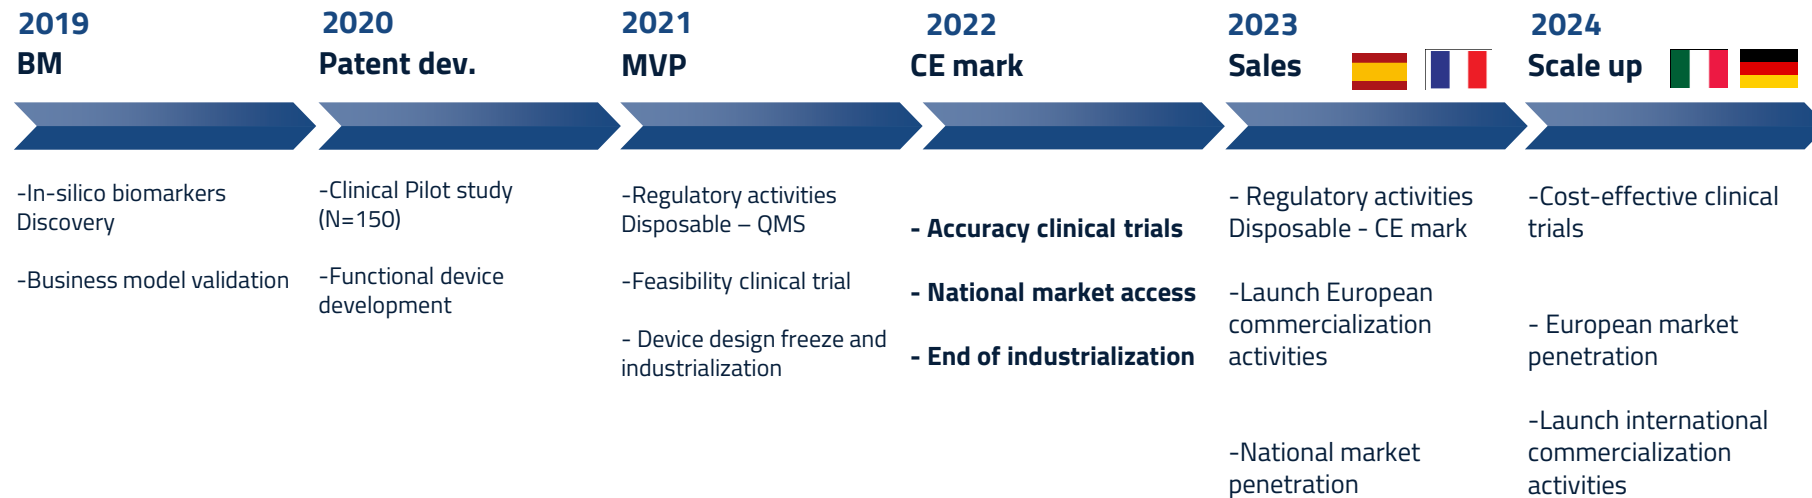 2019
BM
-In-silico biomarkers
Discovery
-Business model validation
2020
Patent dev.
-Clinical Pilot study
(N=150)
-Functional device
development
2021
MVP
-Regulatory activities
Disposable – QMS
-Feasibility clinical trial
- Device design freeze and
industrialization
2022
CE mark
- Accuracy clinical trials
- National market access
- End of industrialization
2023
Sales
- Regulatory activities
Disposable - CE mark
-Launch European
commercialization
activities
-National market
penetration
2024
Scale up
-Cost-effective clinical
trials
- European market
penetration
-Launch international
commercialization
activities